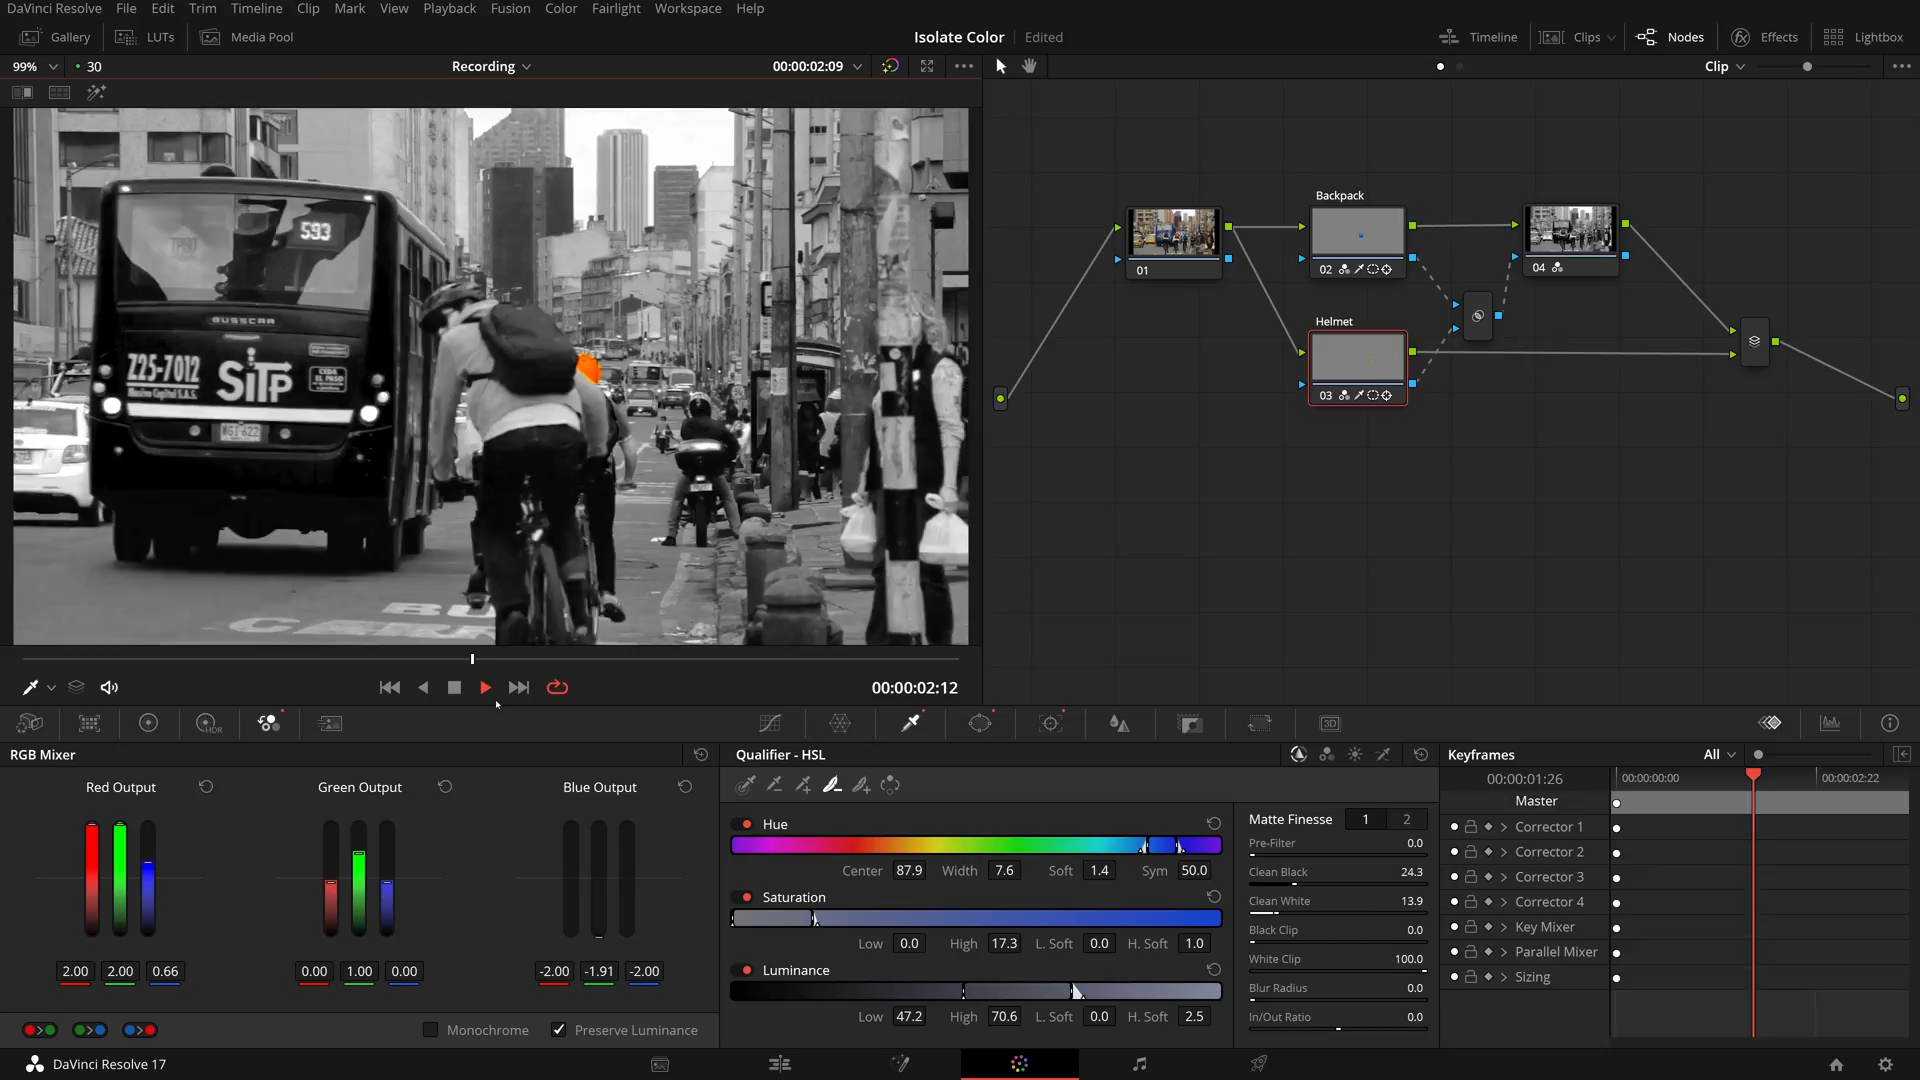 DaVinci Resolve File Edit Trim Timeline Clip Mark View Playback Fusion Color Fairlight Workspace Help
Gallery LUTs Media Pool Isolate Color Edited Timeline Clips Nodes Effects Lightbox
99% 30 Recording 00:00:02:09 Clip
593
BUSSCAR
Z25-7012
SiTP
CEDA EL PASO
Backpack
01
02
04
Helmet
03
00:00:02:12
HDR
3D
RGB Mixer
Red Output Green Output Blue Output
2.00 2.00 0.66 0.00 1.00 0.00 -2.00 -1.91 -2.00
Monochrome Preserve Luminance
Qualifier - HSL
Hue
Center 87.9 Width 7.6 Soft 1.4 Sym 50.0
Saturation
Low 0.0 High 17.3 L. Soft 0.0 H. Soft 1.0
Luminance
Low 47.2 High 70.6 L. Soft 0.0 H. Soft 2.5
Matte Finesse 1 2
Pre-Filter 0.0
Clean Black 24.3
Clean White 13.9
Black Clip 0.0
White Clip 100.0
Blur Radius 0.0
In/Out Ratio 0.0
Keyframes All
00:00:01:26 00:00:00:00 00:00:02:22
Master
Corrector 1
Corrector 2
Corrector 3
Corrector 4
Key Mixer
Parallel Mixer
Sizing
DaVinci Resolve 17